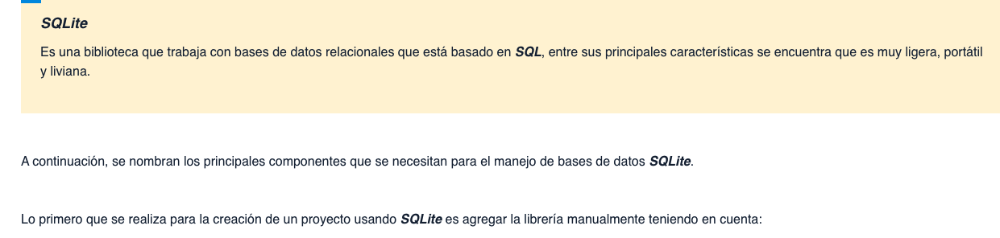 SQLite
Es una biblioteca que trabaja con bases de datos relacionales que está basado en SQL, entre sus principales características se encuentra que es muy ligera, portátil
y liviana.
A continuación, se nombran los principales componentes que se necesitan para el manejo de bases de datos SQLite.
Lo primero que se realiza para la creación de un proyecto usando SQLite es agregar la librería manualmente teniendo en cuenta: